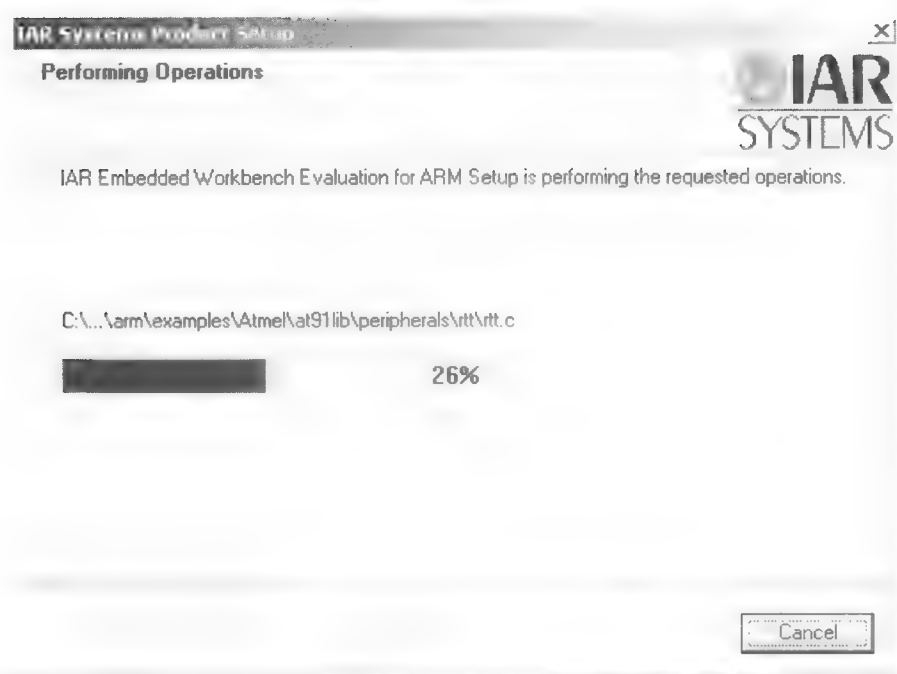 IAR Systems Product Setup
Performing Operations
IAR
SYSTEMS
IAR Embedded Workbench Evaluation for ARM Setup is performing the requested operations.
C:\...\arm\examples\Atmel\at91lib\peripherals\rtt\rtt.c
26%
Cancel